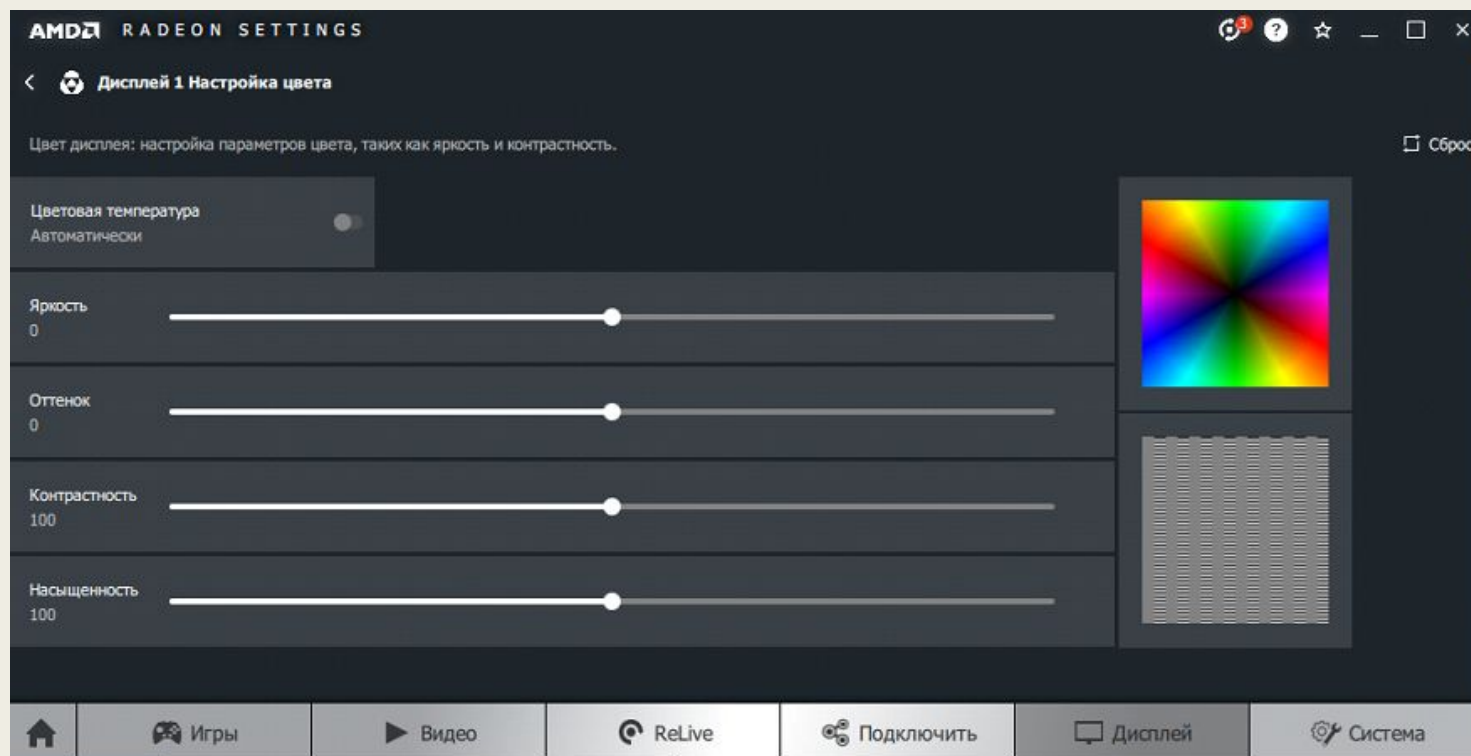 AMD RADEON SETTINGS
3
?
Дисплей 1 Настройка цвета
Цвет дисплея: настройка параметров цвета, таких как яркость и контрастность.
Сброс
Цветовая температура
Автоматически
Яркость
0
Оттенок
0
Контрастность
100
Насыщенность
100
Игры
Видео
ReLive
Подключить
Дисплей
Система